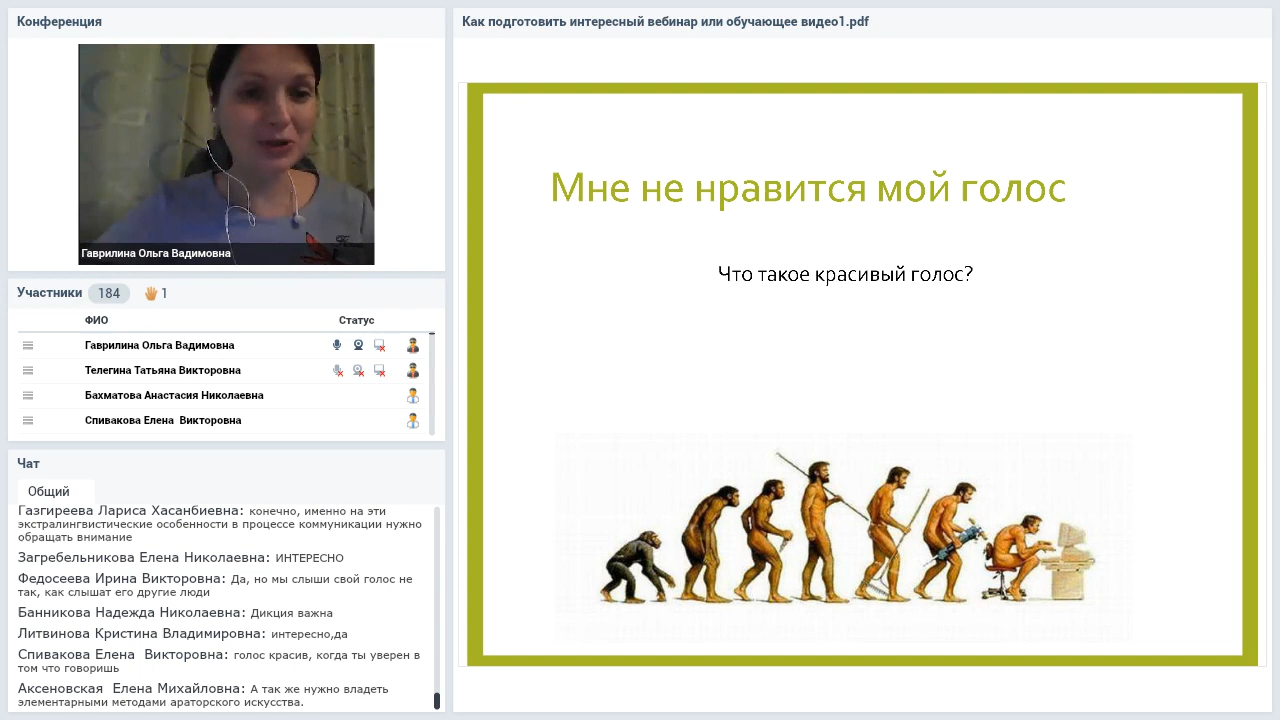 Конференция
Гаврилина Ольга Вадимовна
Участники 184 1
ФИО Статус
Гаврилина Ольга Вадимовна
Телегина Татьяна Викторовна
Бахматова Анастасия Николаевна
Спивакова Елена Викторовна
Чат
Общий
Газгиреева Лариса Хасанбиевна: конечно, именно на эти
экстралингвистические особенности в процессе коммуникации нужно
обращать внимание
Загребельникова Елена Николаевна: ИНТЕРЕСНО
Федосеева Ирина Викторовна: Да, но мы слыши свой голос не
так, как слышат его другие люди
Банникова Надежда Николаевна: Дикция важна
Литвинова Кристина Владимировна: интересно,да
Спивакова Елена Викторовна: голос красив, когда ты уверен в
том что говоришь
Аксеновская Елена Михайловна: А так же нужно владеть
элементарными методами араторского искусства.
Как подготовить интересный вебинар или обучающее видео1.pdf
Мне не нравится мой голос
Что такое красивый голос?